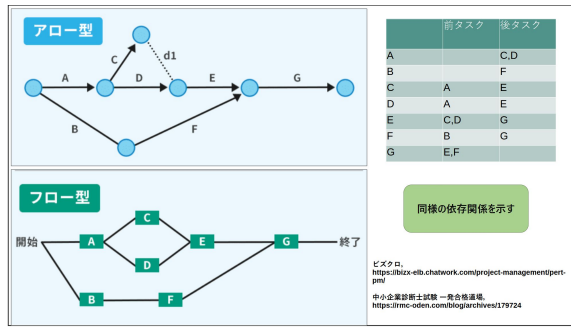 アロー型
C
d1
A
D
E
G
B
F
フロー型
C
開始
A
E
G
終了
D
B
F
前タスク 後タスク
A C,D
B F
C A E
D A E
E C,D G
F B G
G E,F
同様の依存関係を示す
ビズクロ,
https://bizx-elb.chatwork.com/project-management/pert-
pm/
中小企業診断士試験 一発合格道場,
https://rmc-oden.com/blog/archives/179724